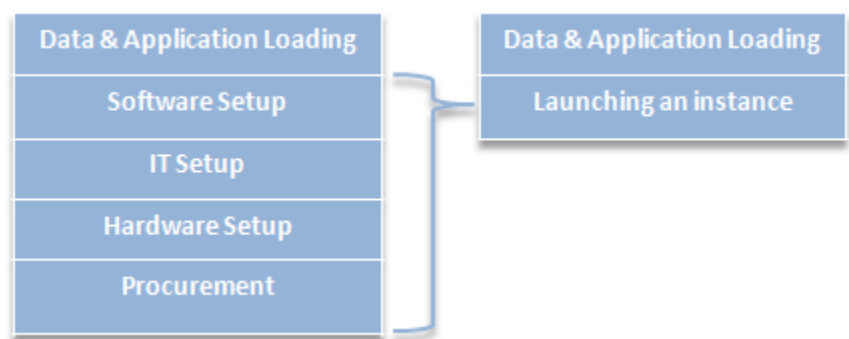 Data & Application Loading
Software Setup
IT Setup
Hardware Setup
Procurement
Data & Application Loading
Launching an instance